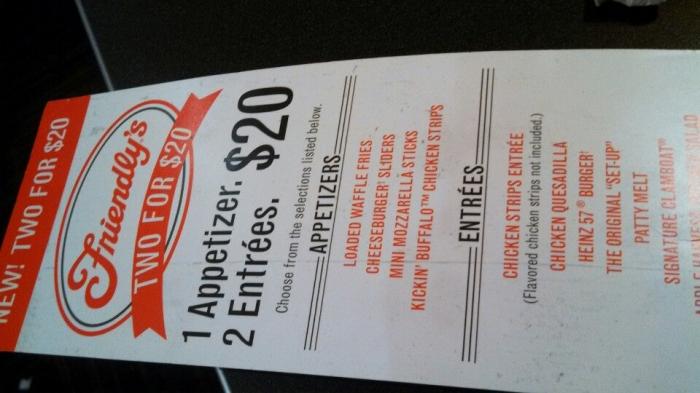 NEW! TWO FOR $20
Friendly's
TWO FOR $20
1 Appetizer.
2 Entrées. $20
Choose from the selections listed below.
APPETIZERS
LOADED WAFFLE FRIES
CHEESEBURGER† SLIDERS
MINI MOZZARELLA STICKS
KICKIN' BUFFALO™ CHICKEN STRIPS
ENTRÉES
CHICKEN STRIPS ENTRÉE
(Flavored chicken strips not included.)
CHICKEN QUESADILLA
HEINZ 57® BURGER†
THE ORIGINAL "SET-UP"
PATTY MELT
SIGNATURE CLAMBOAT®